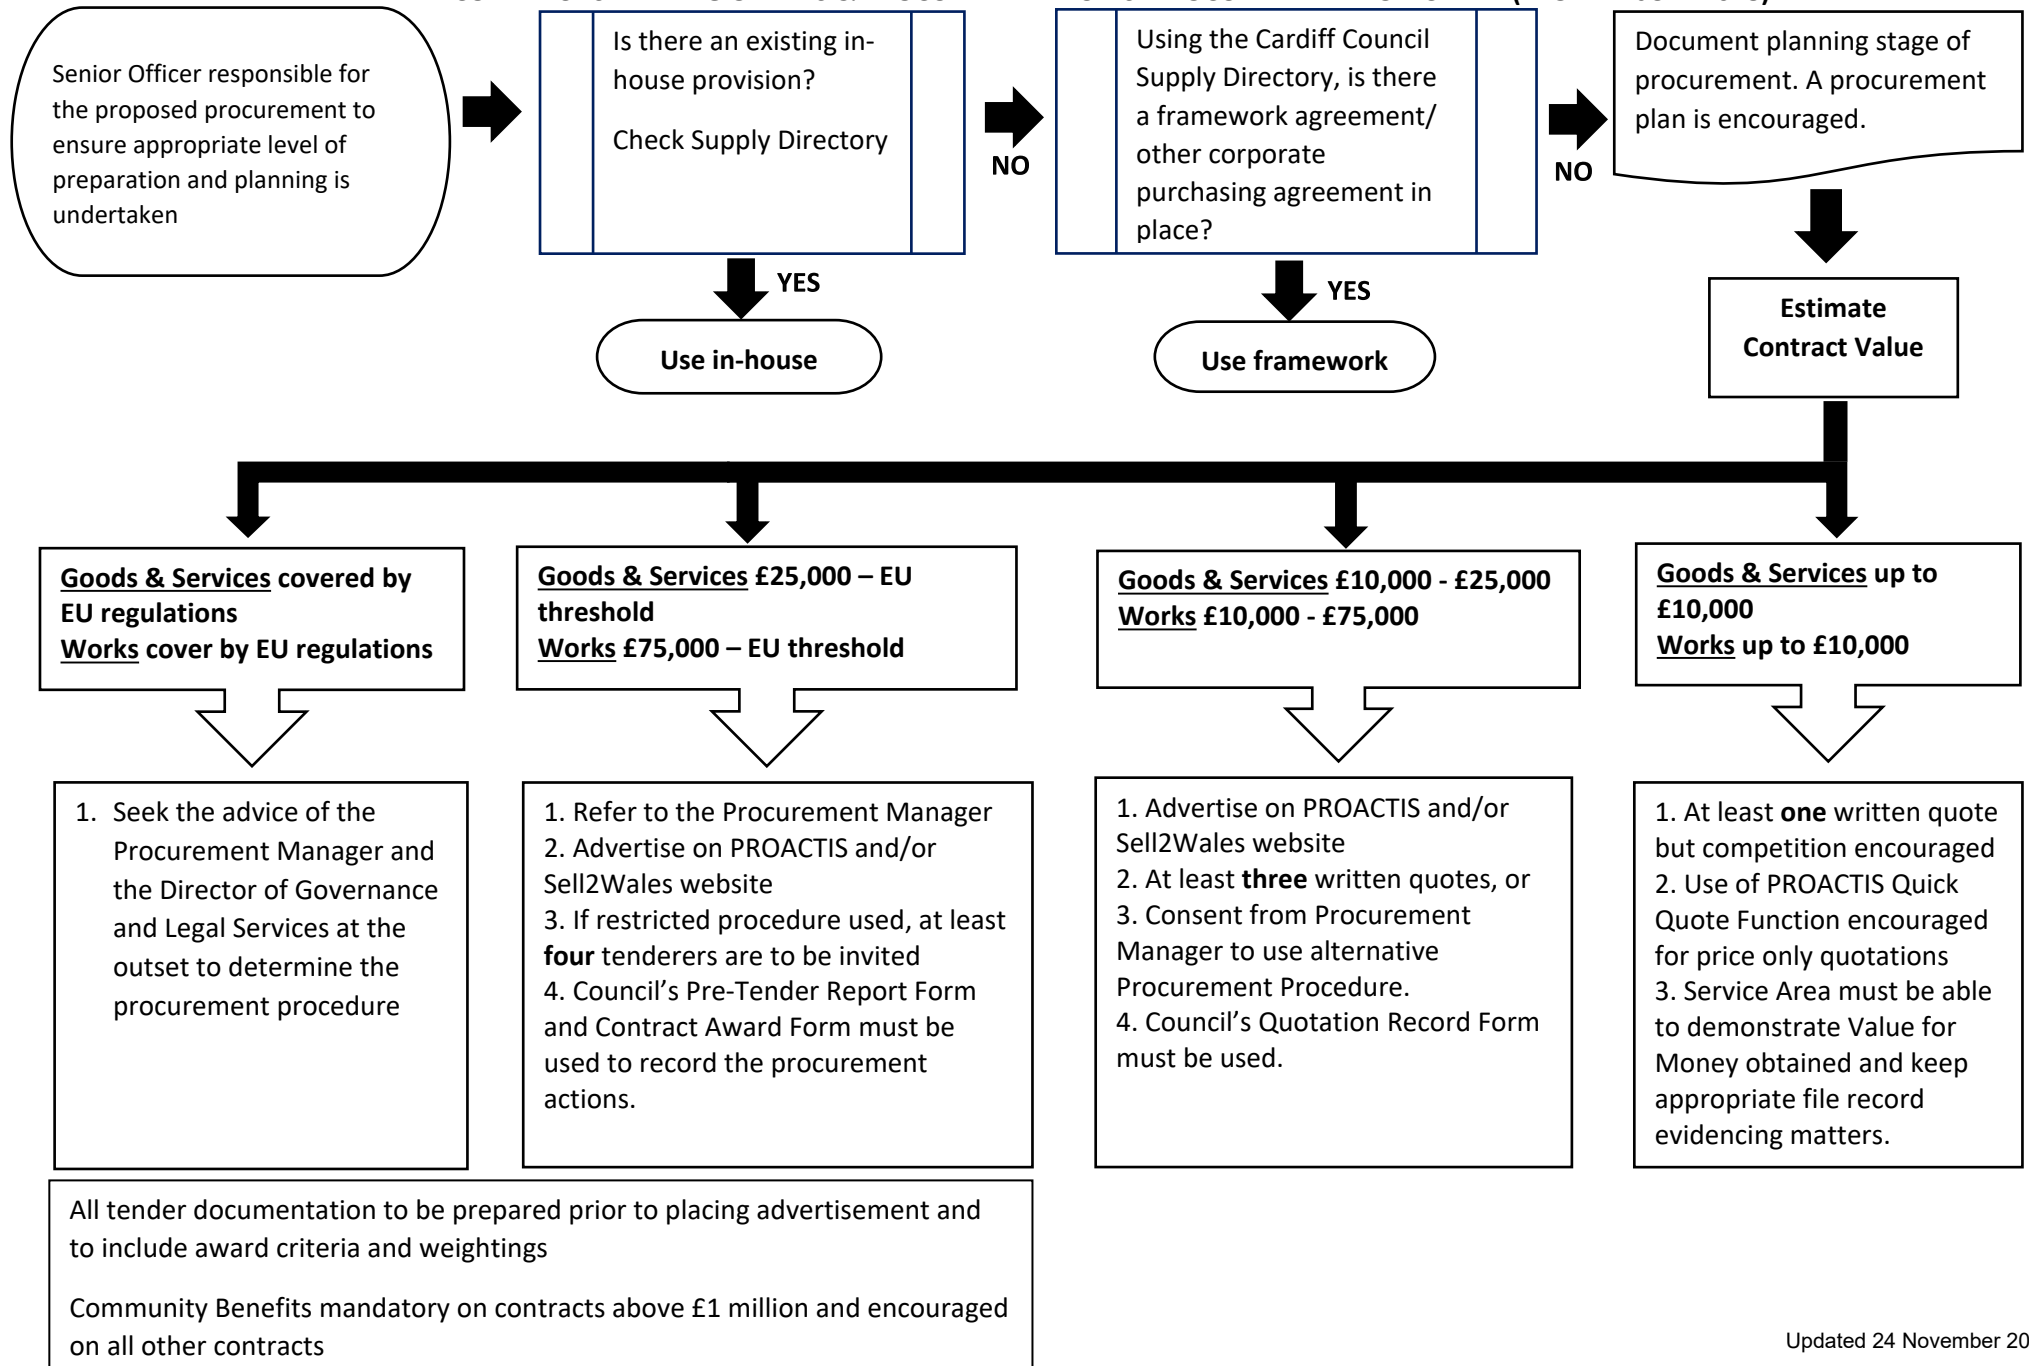 Senior Officer responsible for
the proposed procurement to
ensure appropriate level of
preparation and planning is
undertaken
Is there an existing in-
house provision?
Check Supply Directory
NO
Using the Cardiff Council
Supply Directory, is there
a framework agreement/
other corporate
purchasing agreement in
place?
NO
Document planning stage of
procurement. A procurement
plan is encouraged.
YES
Use in-house
YES
Use framework
Estimate
Contract Value
Goods & Services covered by
EU regulations
Works cover by EU regulations
Goods & Services £25,000 – EU
threshold
Works £75,000 – EU threshold
Goods & Services £10,000 - £25,000
Works £10,000 - £75,000
Goods & Services up to
£10,000
Works up to £10,000
1. Seek the advice of the
Procurement Manager and
the Director of Governance
and Legal Services at the
outset to determine the
procurement procedure
1. Refer to the Procurement Manager
2. Advertise on PROACTIS and/or
Sell2Wales website
3. If restricted procedure used, at least
four tenderers are to be invited
4. Council’s Pre-Tender Report Form
and Contract Award Form must be
used to record the procurement
actions.
1. Advertise on PROACTIS and/or
Sell2Wales website
2. At least three written quotes, or
3. Consent from Procurement
Manager to use alternative
Procurement Procedure.
4. Council’s Quotation Record Form
must be used.
1. At least one written quote
but competition encouraged
2. Use of PROACTIS Quick
Quote Function encouraged
for price only quotations
3. Service Area must be able
to demonstrate Value for
Money obtained and keep
appropriate file record
evidencing matters.
All tender documentation to be prepared prior to placing advertisement and
to include award criteria and weightings
Community Benefits mandatory on contracts above £1 million and encouraged
on all other contracts
Updated 24 November 20